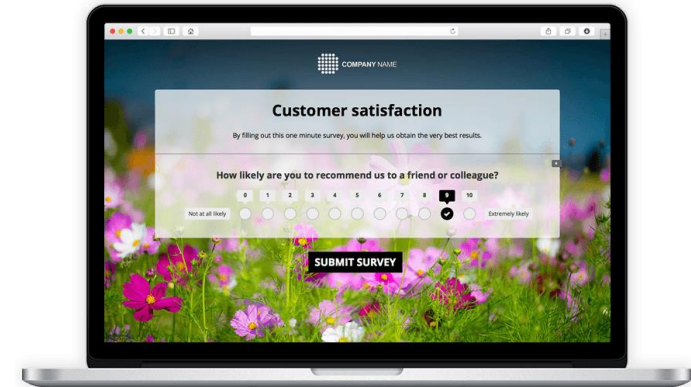 COMPANY NAME
Customer satisfaction
By filling out this one minute survey, you will help us obtain the very best results.
How likely are you to recommend us to a friend or colleague?
0 1 2 3 4 5 6 7 8 9 10
Not at all likely Extremely likely
SUBMIT SURVEY